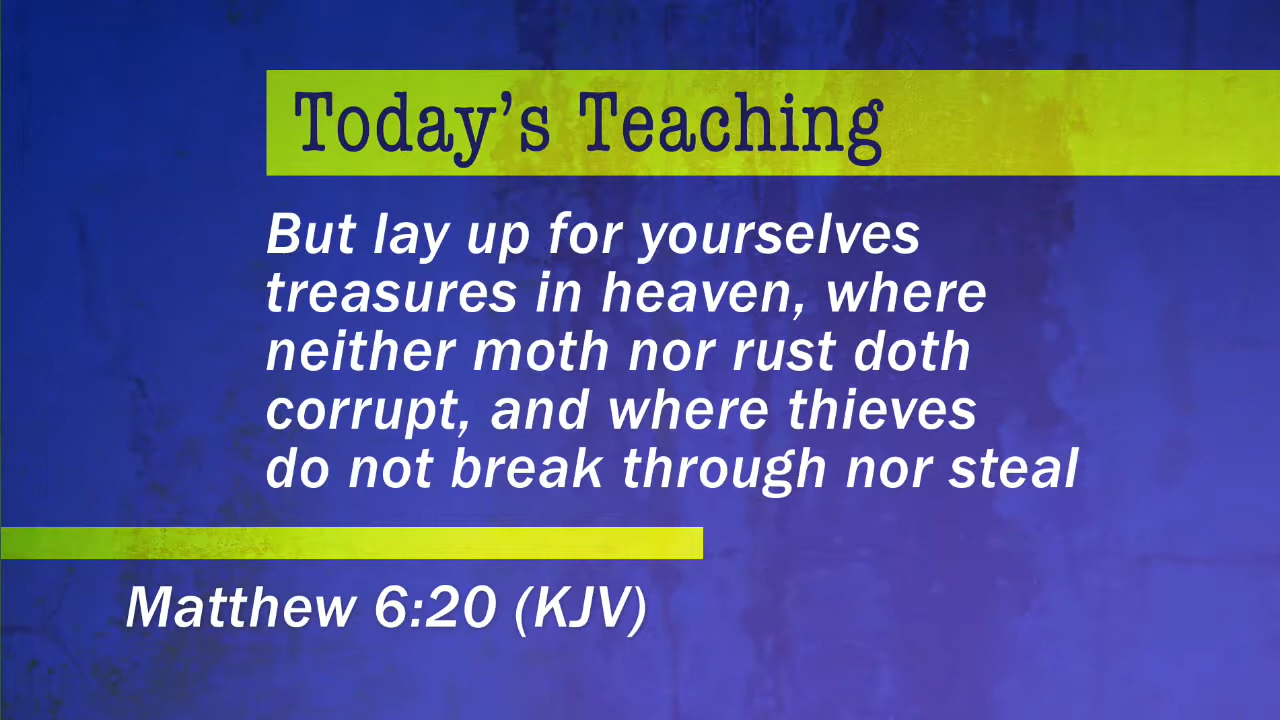 Today's Teaching
But lay up for yourselves
treasures in heaven, where
neither moth nor rust doth
corrupt, and where thieves
do not break through nor steal
Matthew 6:20 (KJV)